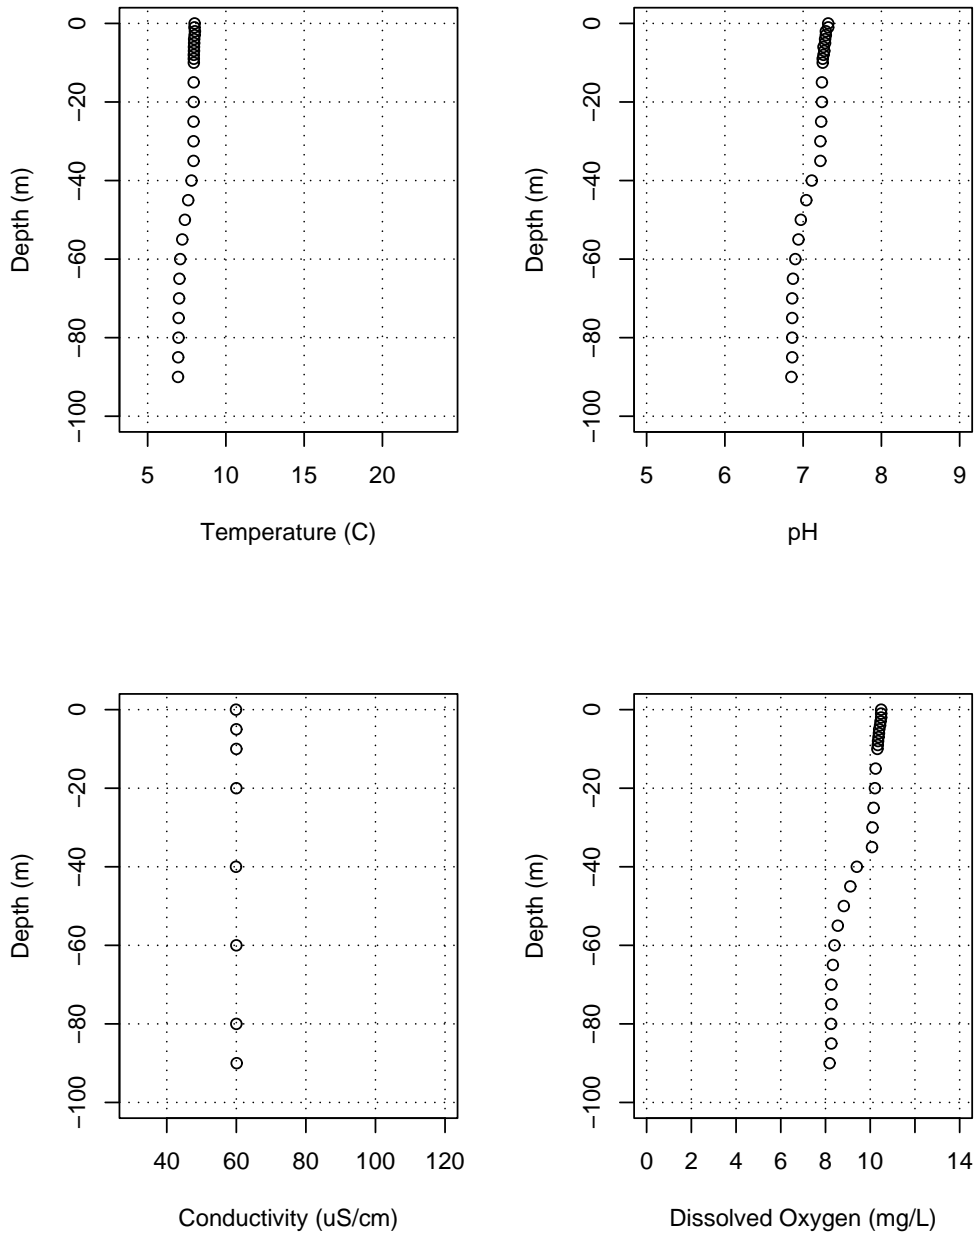 0
−20
−40
−60
−80
−100
Depth (m)
5 10 15 20
Temperature (C)
0
−20
−40
−60
−80
−100
Depth (m)
5 6 7 8 9
pH
0
−20
−40
−60
−80
−100
Depth (m)
40 60 80 100 120
Conductivity (uS/cm)
0
−20
−40
−60
−80
−100
Depth (m)
0 2 4 6 8 10 14
Dissolved Oxygen (mg/L)